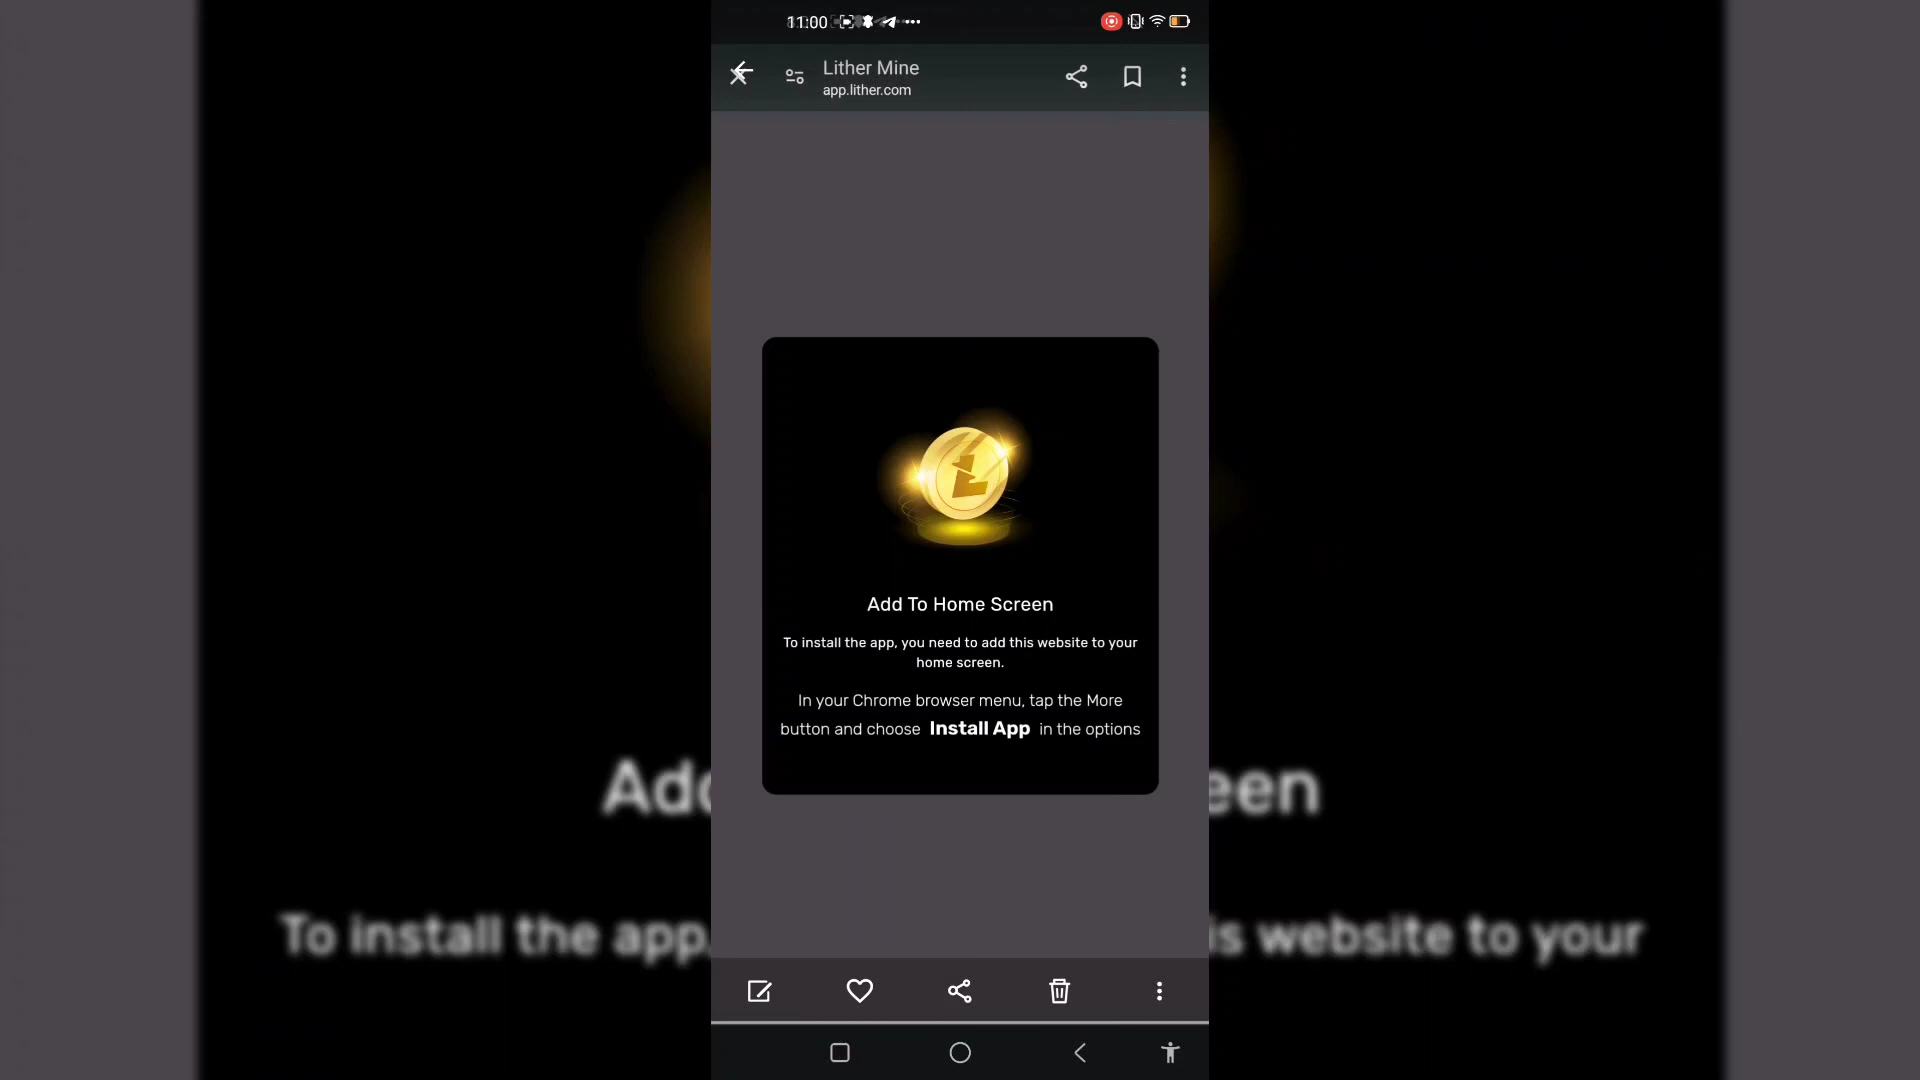 11:00
Lither Mine
app.lither.com
Add To Home Screen
To install the app, you need to add this website to your
home screen.
In your Chrome browser menu, tap the More
button and choose Install App in the options
Add
een
To install the app,
is website to your